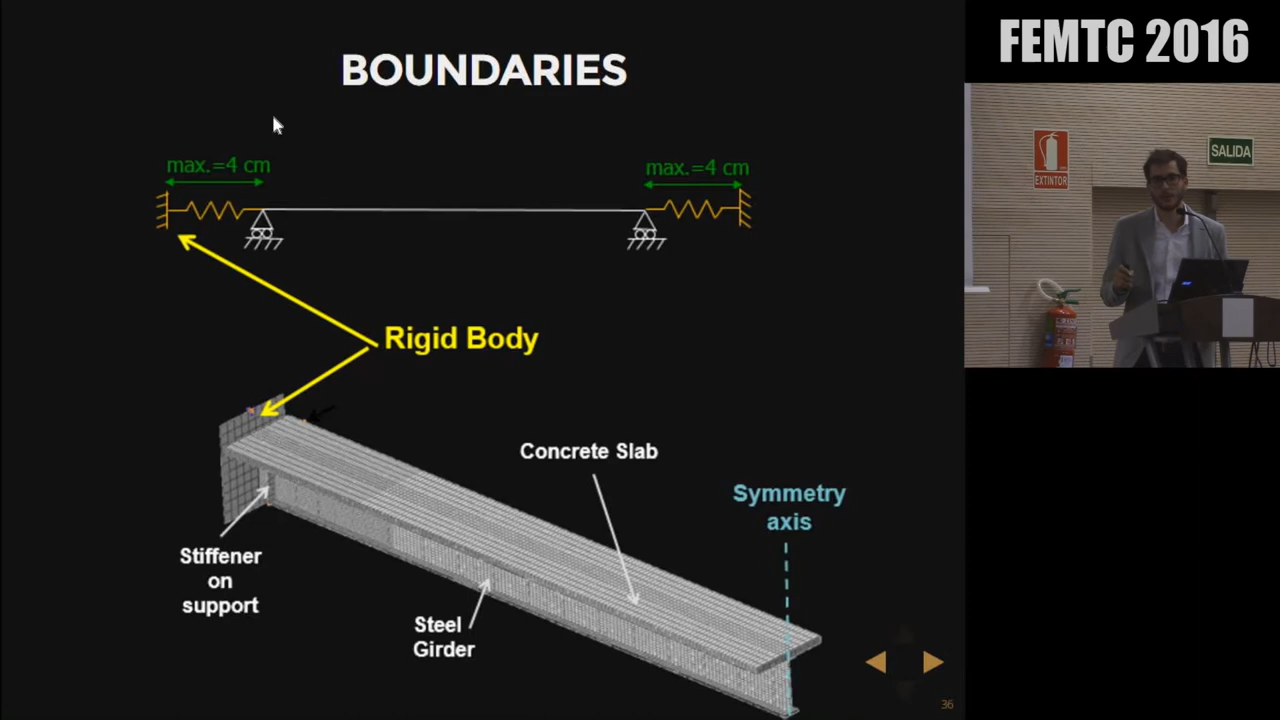 BOUNDARIES
FEMTC 2016
max.=4 cm
max.=4 cm
EXTINTOR
SALIDA
Rigid Body
Concrete Slab
Symmetry
axis
Stiffener
on
support
Steel
Girder
36